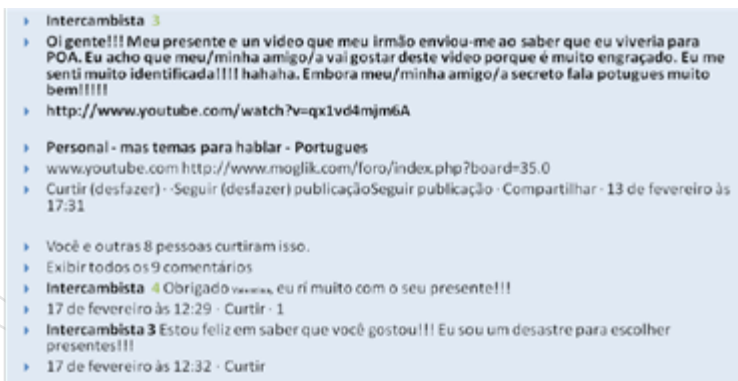 Intercambista 3
Oi gente!!! Meu presente e un video que meu irmão enviou-me ao saber que eu viveria para
POA. Eu acho que meu/minha amigo/a vai gostar deste video porque é muito engraçado. Eu me
senti muito identificada!!!! hahaha. Embora meu/minha amigo/a secreto fala potugues muito
bem!!!!!
http://www.youtube.com/watch?v=qx1vd4mjm6A
Personal - mas temas para hablar - Portugues
www.youtube.com http://www.moglik.com/foro/index.php?board=35.0
Curtir (desfazer) · ·Seguir (desfazer) publicaçãoSeguir publicação · Compartilhar · 13 de fevereiro às
17:31
Você e outras 8 pessoas curtiram isso.
Exibir todos os 9 comentários
Intercambista 4 Obrigado eu rí muito com o seu presente!!!
17 de fevereiro às 12:29 · Curtir · 1
Intercambista 3 Estou feliz em saber que você gostou!!! Eu sou um desastre para escolher
presentes!!!
17 de fevereiro às 12:32 · Curtir